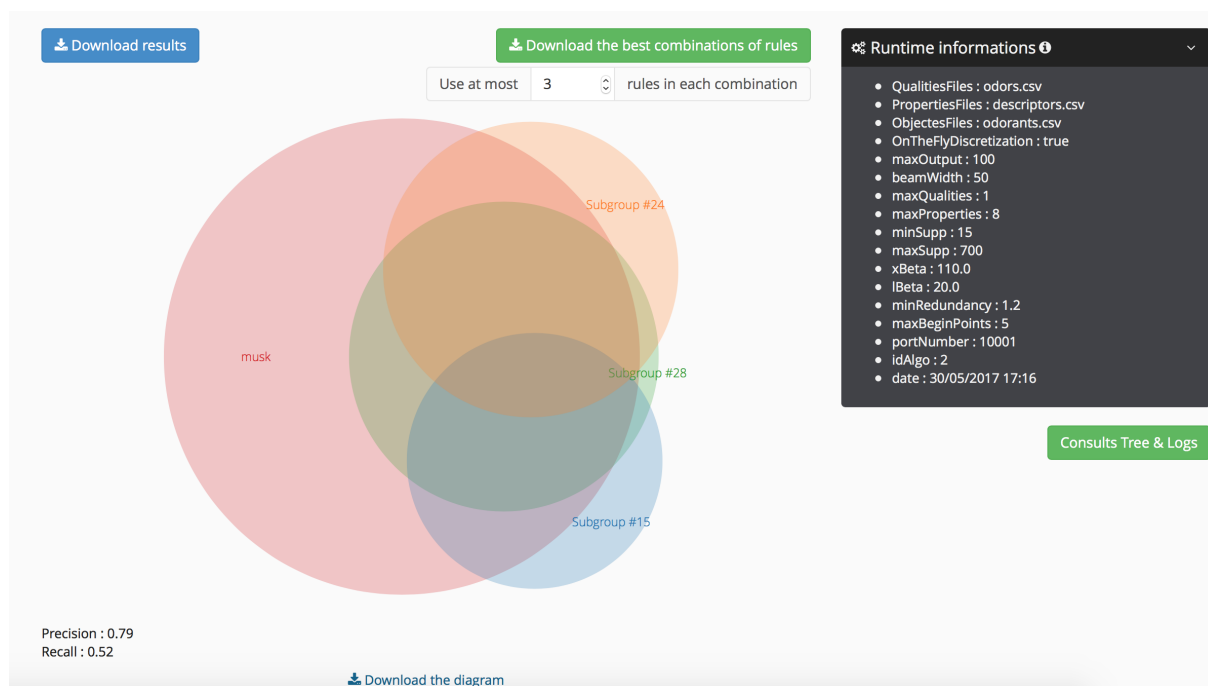 Download results
Download the best combinations of rules
Use at most 3 rules in each combination
Subgroup #24
musk
Subgroup #28
Subgroup #15
Precision : 0.79
Recall : 0.52
Download the diagram
Runtime informations
QualitiesFiles : odors.csv
PropertiesFiles : descriptors.csv
ObjectesFiles : odorants.csv
OnTheFlyDiscretization : true
maxOutput : 100
beamWidth : 50
maxQualities : 1
maxProperties : 8
minSupp : 15
maxSupp : 700
xBeta : 110.0
lBeta : 20.0
minRedundancy : 1.2
maxBeginPoints : 5
portNumber : 10001
idAlgo : 2
date : 30/05/2017 17:16
Consults Tree & Logs